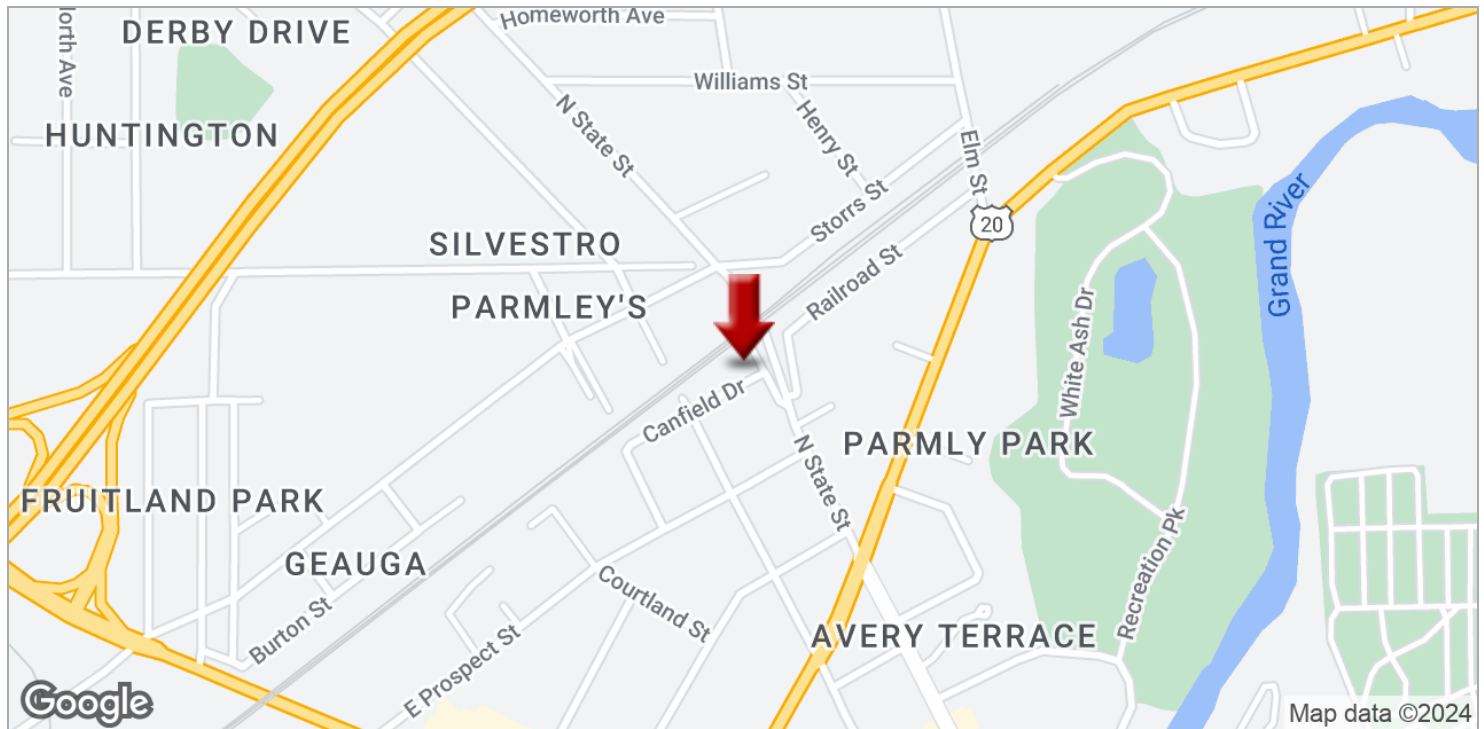 orth Ave
DERBY DRIVE
Homeworth Ave
Williams St
HUNTINGTON
N State St
Henry St
Elm St
Storrs St
20
SILVESTRO
Grand River
Railroad St
PARMLEY'S
White Ash Dr
Canfield Dr
N State St
PARMLY PARK
FRUITLAND PARK
GEAUGA
Courtland St
Recreation Pk
Burton St
E Prospect St
AVERY TERRACE
Google
Map data ©2024